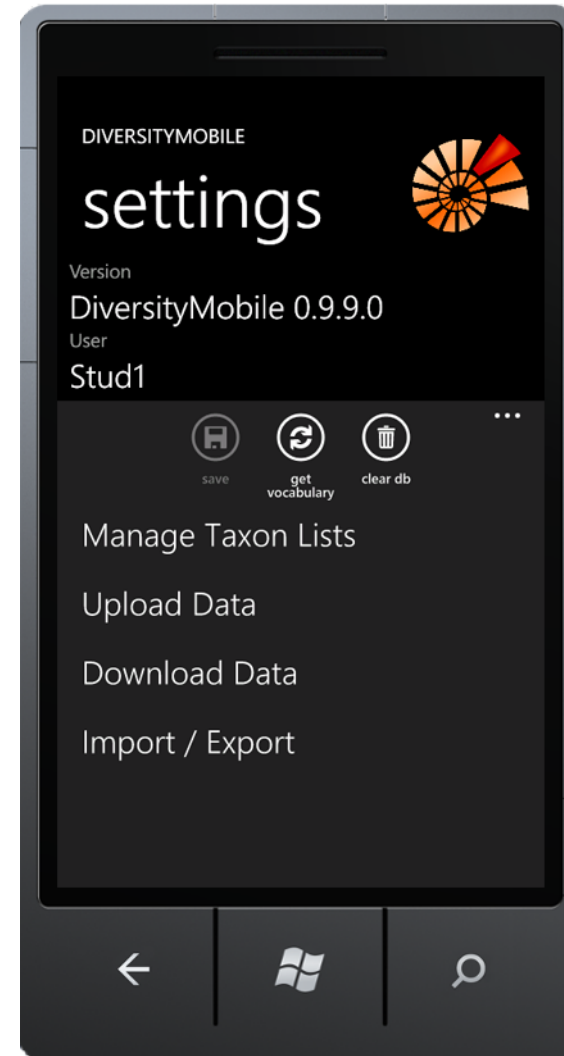 DIVERSITYMOBILE
settings
Version
DiversityMobile 0.9.9.0
User
Stud1
save
get
vocabulary
clear db
Manage Taxon Lists
Upload Data
Download Data
Import / Export